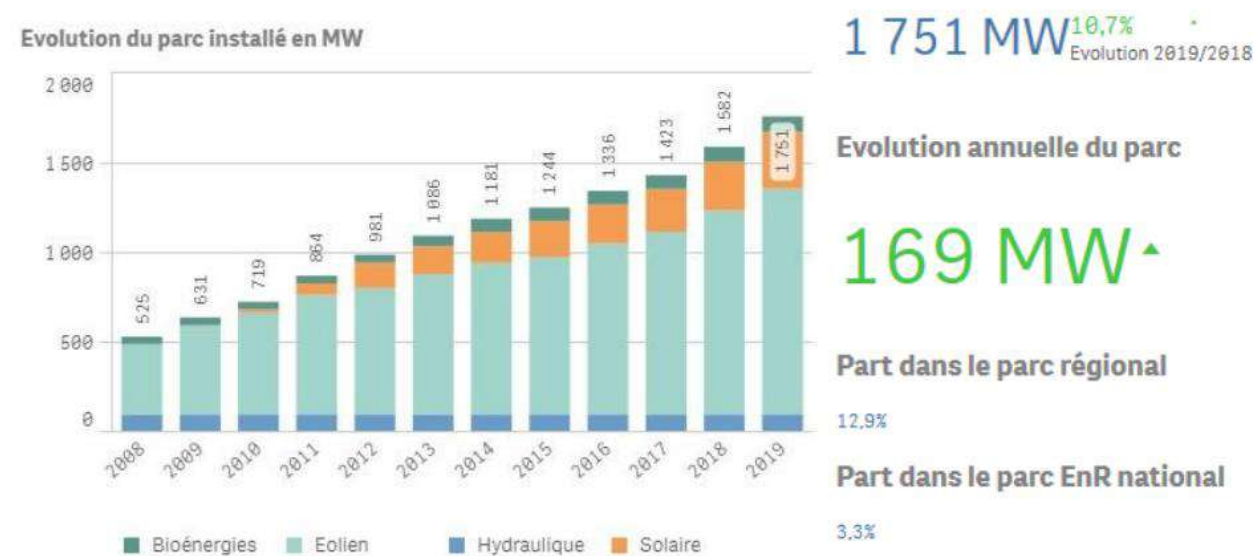 Evolution du parc installé en MW
2 000
1 500
1 000
500
0
525
631
719
864
981
1 086
1 181
1 244
1 336
1 423
1 582
1 751
2008
2009
2010
2011
2012
2013
2014
2015
2016
2017
2018
2019
Bioénergies
Eolien
Hydraulique
Solaire
1 751 MW
10,7%
Evolution 2019/2018
Evolution annuelle du parc
169 MW
Part dans le parc régional
12,9%
Part dans le parc EnR national
3,3%